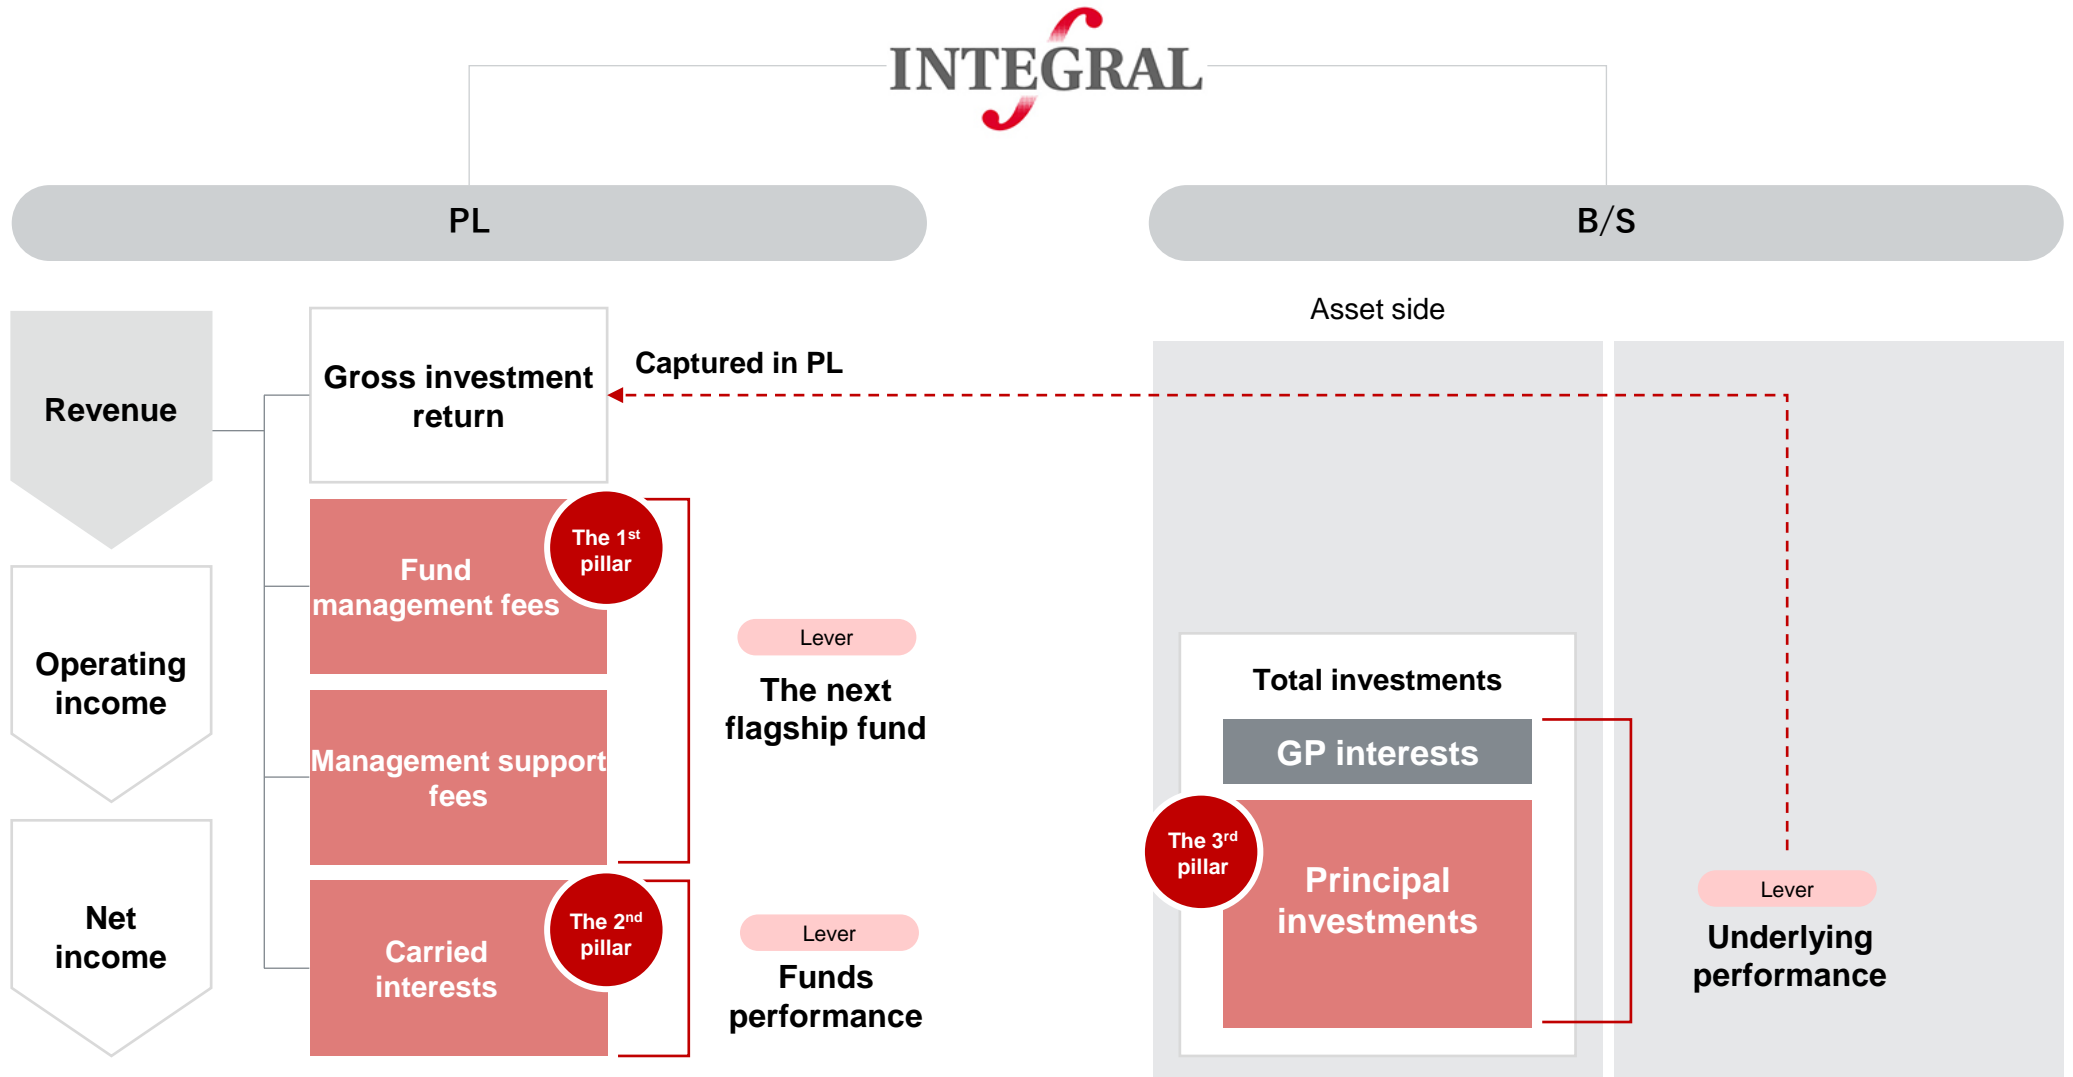 INTEGRAL
PL
B/S
Revenue
Operating
income
Net
income
Gross investment
return
Captured in PL
Fund
management fees
The 1st
pillar
Management support
fees
Lever
The next
flagship fund
Carried
interests
The 2nd
pillar
Lever
Funds
performance
Asset side
Total investments
GP interests
The 3rd
pillar
Principal
investments
Lever
Underlying
performance